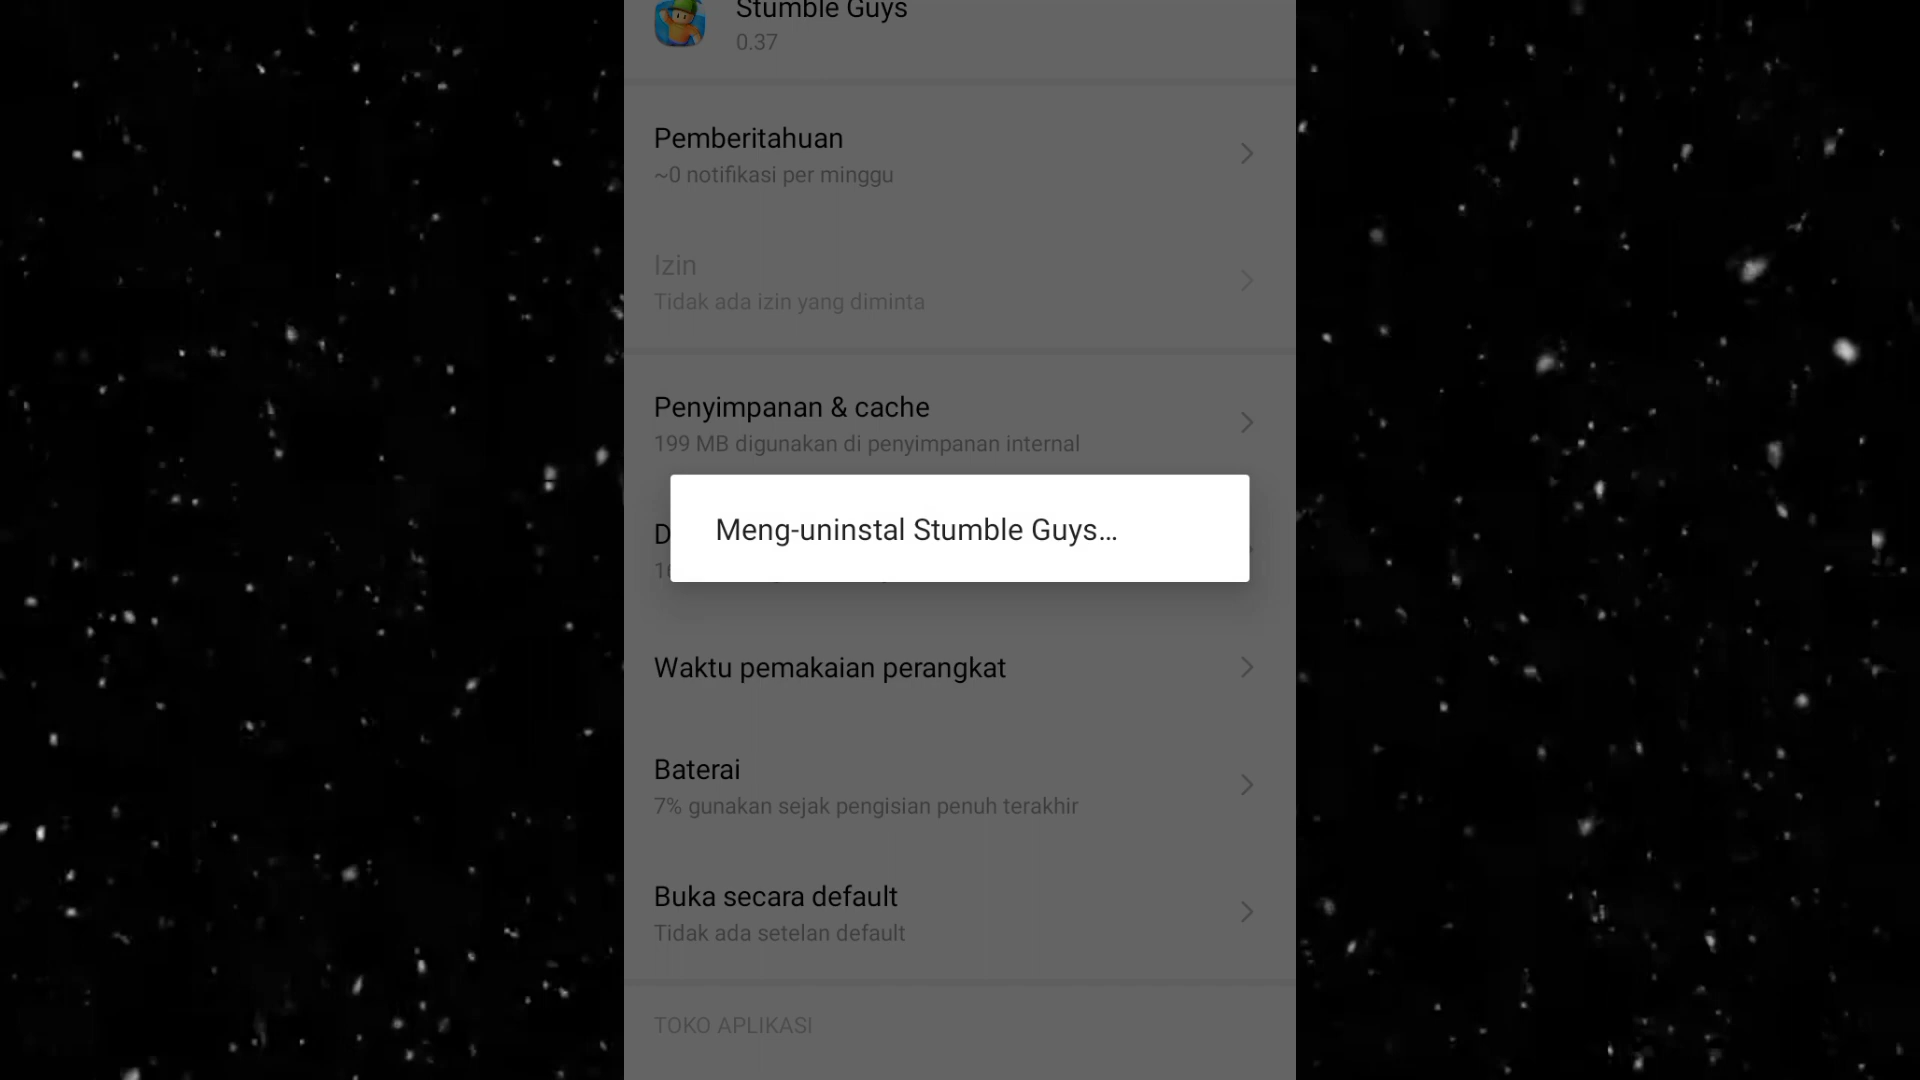 Stumble Guys
0.37
Pemberitahuan
~0 notifikasi per minggu
Izin
Tidak ada izin yang diminta
Penyimpanan & cache
199 MB digunakan di penyimpanan internal
Meng-uninstal Stumble Guys...
Waktu pemakaian perangkat
Baterai
7% gunakan sejak pengisian penuh terakhir
Buka secara default
Tidak ada setelan default
TOKO APLIKASI